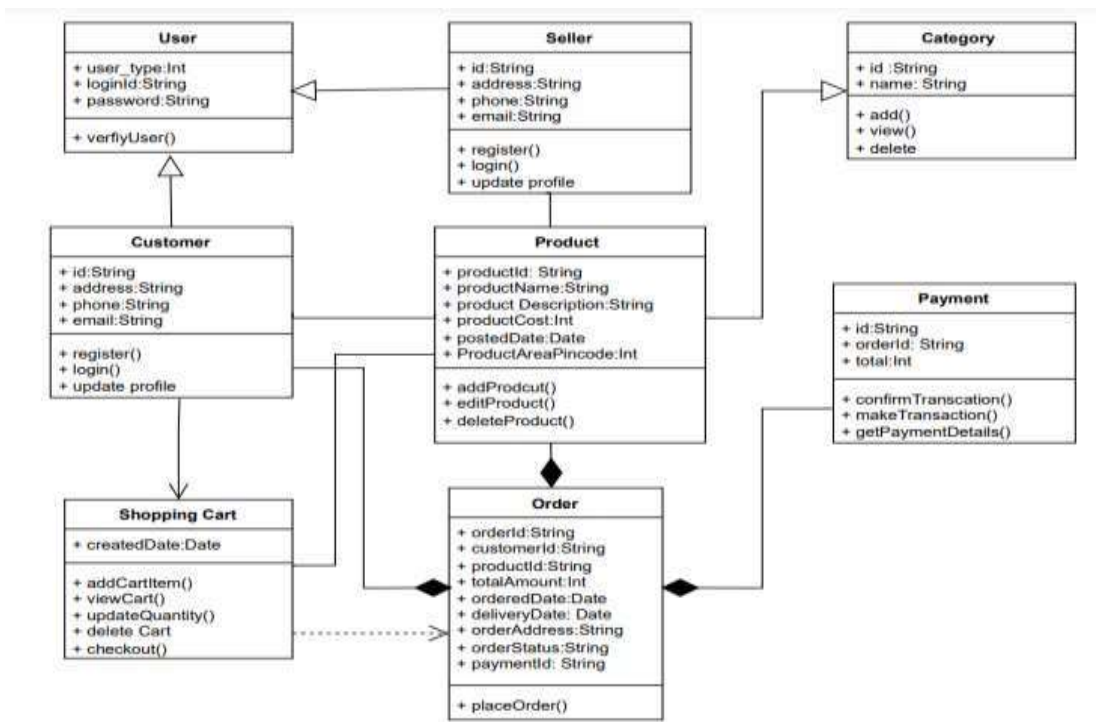 User
+ user_type:Int
+ loginId:String
+ password:String
+ verfiyUser()
Seller
+ id:String
+ address:String
+ phone:String
+ email:String
+ register()
+ login()
+ update profile
Category
+ id :String
+ name: String
+ add()
+ view()
+ delete
Customer
+ id:String
+ address:String
+ phone:String
+ email:String
+ register()
+ login()
+ update profile
Product
+ productId: String
+ productName:String
+ product Description:String
+ productCost:Int
+ postedDate:Date
+ ProductAreaPincode:Int
+ addProdcut()
+ editProduct()
+ deleteProduct()
Payment
+ id:String
+ orderId: String
+ total:Int
+ confirmTranscation()
+ makeTransaction()
+ getPaymentDetails()
Shopping Cart
+ createdDate:Date
+ addCartItem()
+ viewCart()
+ updateQuantity()
+ delete Cart
+ checkout()
Order
+ orderId:String
+ customerId:String
+ productId:String
+ totalAmount:Int
+ orderedDate:Date
+ deliveryDate: Date
+ orderAddress:String
+ orderStatus:String
+ paymentId: String
+ placeOrder()